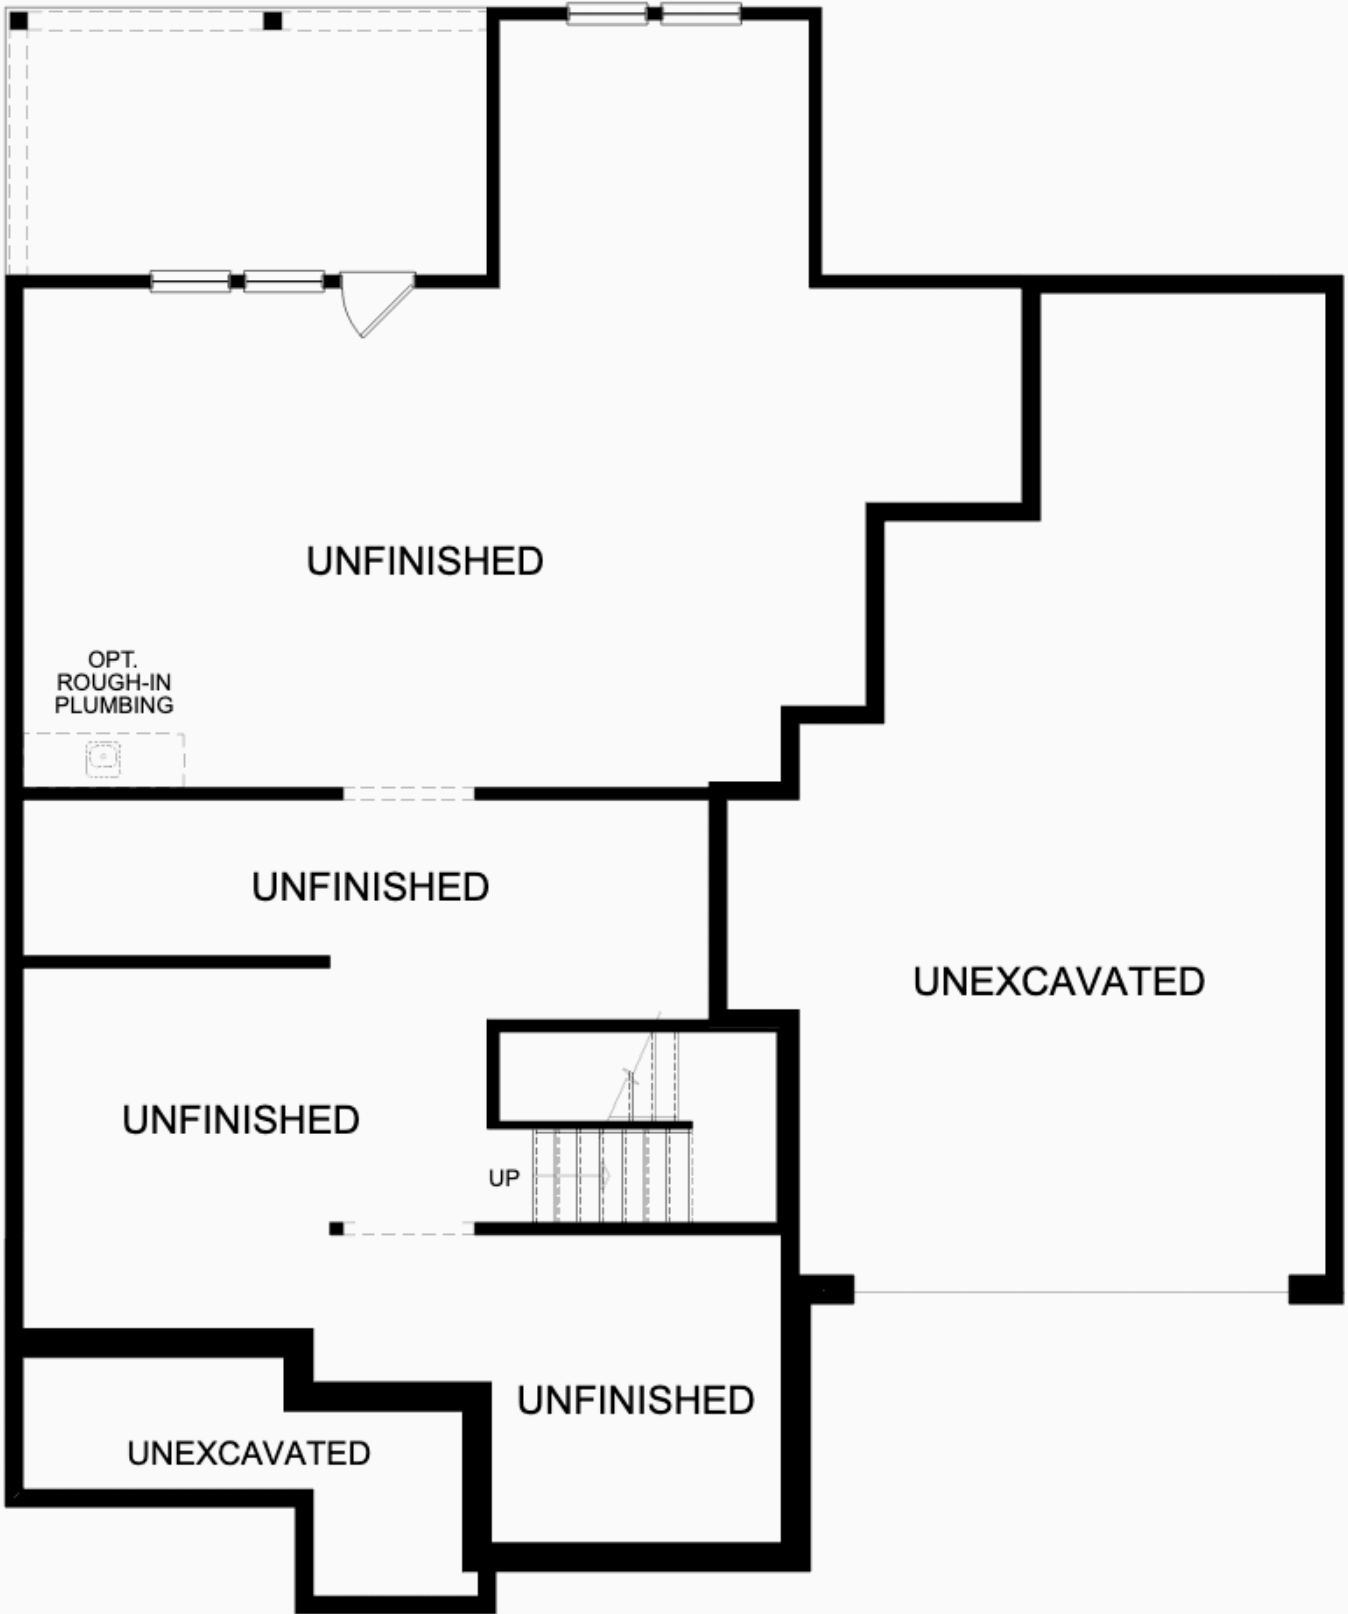 UNFINISHED
OPT.
ROUGH-IN
PLUMBING
UNFINISHED
UNEXCAVATED
UNFINISHED
UP
UNFINISHED
UNEXCAVATED